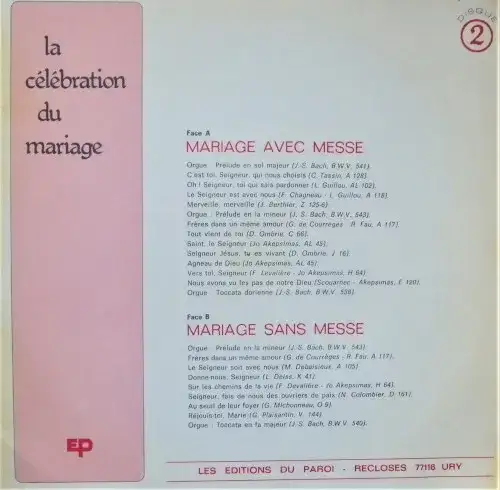 DISQUE
2
la
célébration
du
mariage
Face A
MARIAGE AVEC MESSE
Orgue : Prélude en sol majeur (J.-S. Bach, B.W.V. 541).
C'est toi, Seigneur, qui nous choisis (C. Tassin, A 128).
Oh ! Seigneur, toi qui sais pardonner (L. Guillou, AL 102).
Le Seigneur est avec nous (F. Chagneau - L. Guillou, A 118).
Merveille, merveille (J. Berthier, Z 125-6).
Orgue : Prélude en la mineur (J. S. Bach, B.W.V. 543).
Frères dans un même amour (G. de Courrèges - R. Fau, A 117).
Tout vient de toi (D. Ombrie, C 66).
Saint, le Seigneur (Jo Akepsimas, AL 45).
Seigneur Jésus, tu es vivant (D. Ombrie, J 16).
Agneau de Dieu (Jo Akepsimas, AL 45).
Vers toi, Seigneur (F. Levalière - Jo Akepsimas, H 64).
Nous avons vu les pas de notre Dieu (Scouarnec - Akepsimas, E 120).
Orgue : Toccata dorienne (J.-S. Bach, B.W.V. 538).
Face B
MARIAGE SANS MESSE
Orgue : Prélude en la mineur (J.-S. Bach, B.W.V. 543).
Frères dans un même amour (G. de Courrèges - R. Fau, A 117).
Le Seigneur soit avec nous (M. Debaisieux, A 105).
Donne-nous, Seigneur (L. Deiss, X 41).
Sur les chemins de la vie (F. Devalière - Jo Akepsimas, H 64).
Seigneur, fais de nous des ouvriers de paix (N. Colombier, D 161).
Au seuil de leur foyer (G. Michonneau, O 9).
Réjouis-toi, Marie (G. Plaisantin, V. 144).
Orgue : Toccata en fa majeur (J.-S. Bach, B.W.V. 540).
EP
LES EDITIONS DU PAROI - RECLOSES 77116 URY